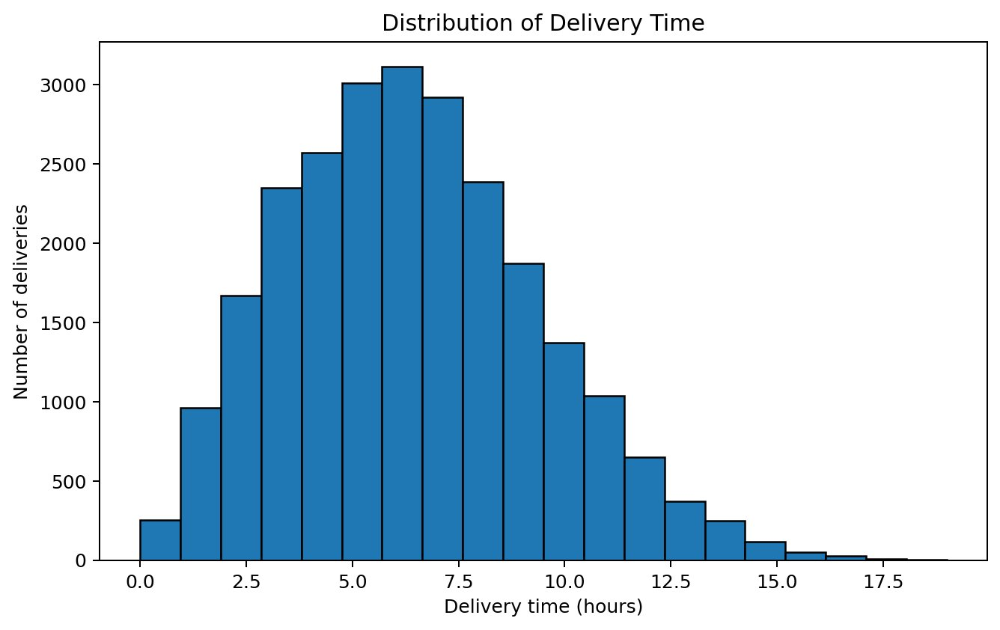 Distribution of Delivery Time
Number of deliveries
3000
2500
2000
1500
1000
500
0
0.0 2.5 5.0 7.5 10.0 12.5 15.0 17.5
Delivery time (hours)